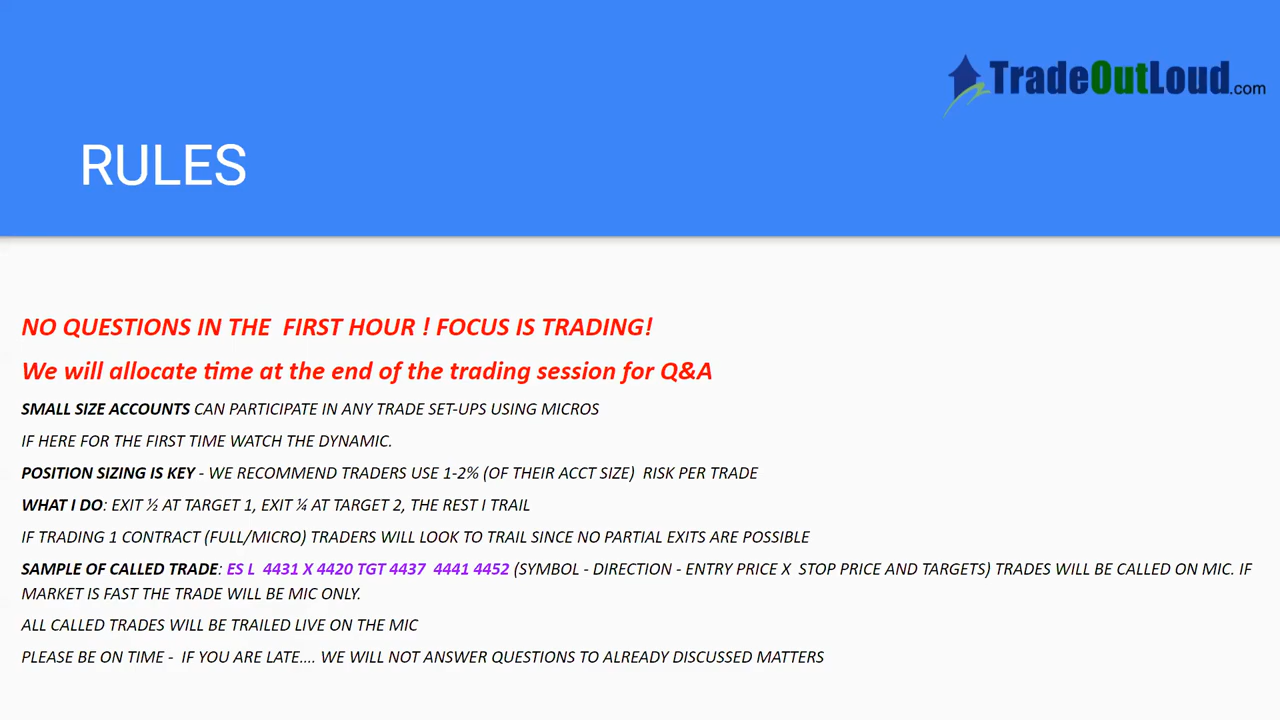 TradeOutLoud.com
RULES
NO QUESTIONS IN THE FIRST HOUR ! FOCUS IS TRADING!
We will allocate time at the end of the trading session for Q&A
SMALL SIZE ACCOUNTS CAN PARTICIPATE IN ANY TRADE SET-UPS USING MICROS
IF HERE FOR THE FIRST TIME WATCH THE DYNAMIC.
POSITION SIZING IS KEY - WE RECOMMEND TRADERS USE 1-2% (OF THEIR ACCT SIZE) RISK PER TRADE
WHAT I DO: EXIT ½ AT TARGET 1, EXIT ¼ AT TARGET 2, THE REST I TRAIL
IF TRADING 1 CONTRACT (FULL/MICRO) TRADERS WILL LOOK TO TRAIL SINCE NO PARTIAL EXITS ARE POSSIBLE
SAMPLE OF CALLED TRADE: ES L 4431 X 4420 TGT 4437 4441 4452 (SYMBOL - DIRECTION - ENTRY PRICE X STOP PRICE AND TARGETS) TRADES WILL BE CALLED ON MIC. IF
MARKET IS FAST THE TRADE WILL BE MIC ONLY.
ALL CALLED TRADES WILL BE TRAILED LIVE ON THE MIC
PLEASE BE ON TIME - IF YOU ARE LATE.... WE WILL NOT ANSWER QUESTIONS TO ALREADY DISCUSSED MATTERS